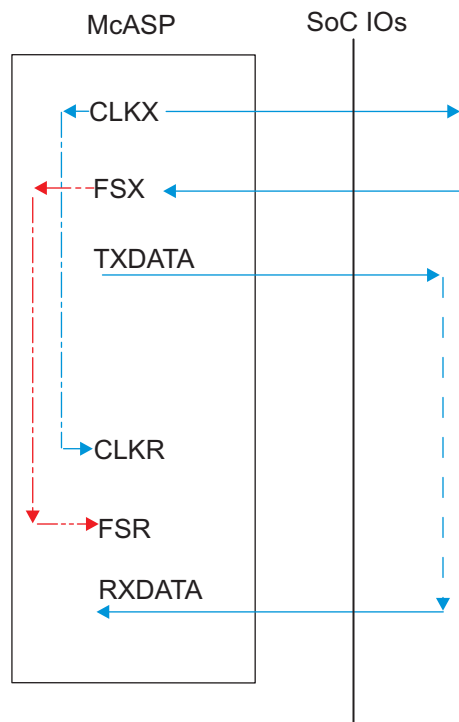 McASP
SoC IOs
CLKX
FSX
TXDATA
CLKR
FSR
RXDATA